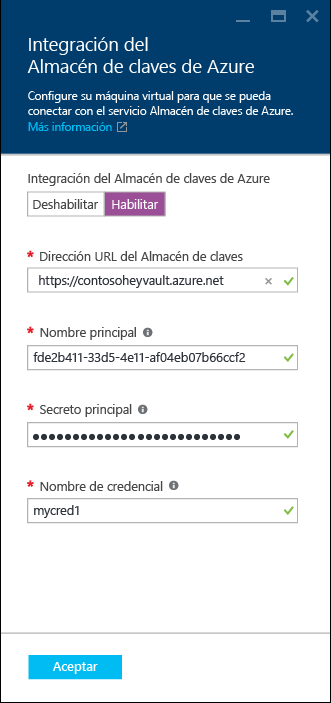 Integración del
Almacén de claves de Azure
Configure su máquina virtual para que se pueda
conectar con el servicio Almacén de claves de Azure.
Más información
Integración del Almacén de claves de Azure
Deshabilitar Habilitar
* Dirección URL del Almacén de claves
https://contosoheyvault.azure.net
* Nombre principal
fde2b411-33d5-4e11-af04eb07b66ccf2
* Secreto principal
●●●●●●●●●●●●●●●●●●●●●●●●●●
* Nombre de credencial
mycred1
Aceptar